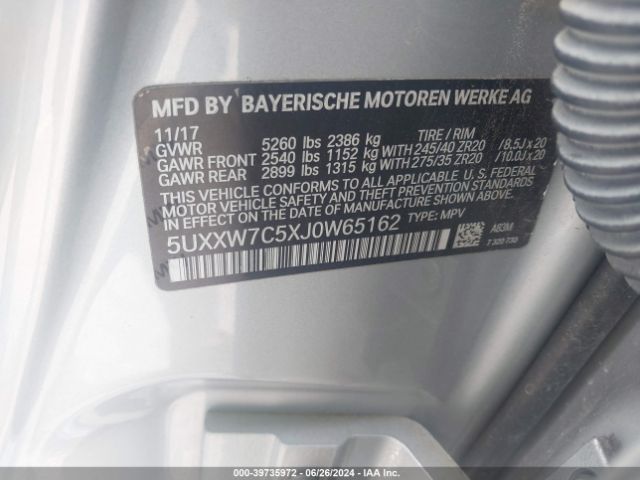 MFD BY BAYERISCHE MOTOREN WERKE AG
11/17 TIRE / RIM
GVWR 5260 lbs 2386 kg
GAWR FRONT 2540 lbs 1152 kg WITH 245/40 ZR20 /8.5J x 20
GAWR REAR 2899 lbs 1315 kg WITH 275/35 ZR20 /10.0J x 20
THIS VEHICLE CONFORMS TO ALL APPLICABLE U.S. FEDERAL
MOTOR VEHICLE SAFETY, BUMPER, AND THEFT PREVENTION
STANDARDS IN EFFECT ON THE DATE OF MANUFACTURE SHOWN ABOVE.
5UXXW7C5XJ0W65162 TYPE: MPV
A83M
7 320 730
000-39735972 / 06/26/2024 / IAA Inc.